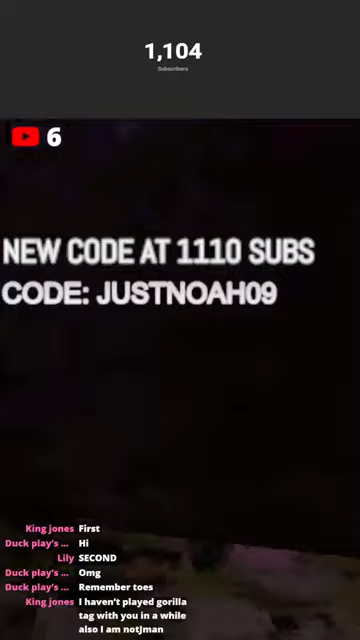 1,104
Subscribers
6
NEW CODE AT 1110 SUBS
CODE: JUSTNOAH09
King jones First
Duck play's ... Hi
Lily SECOND
Duck play's ... Omg
Duck play's ... Remember toes
King jones I haven't played gorilla
tag with you in a while
also I am notJman